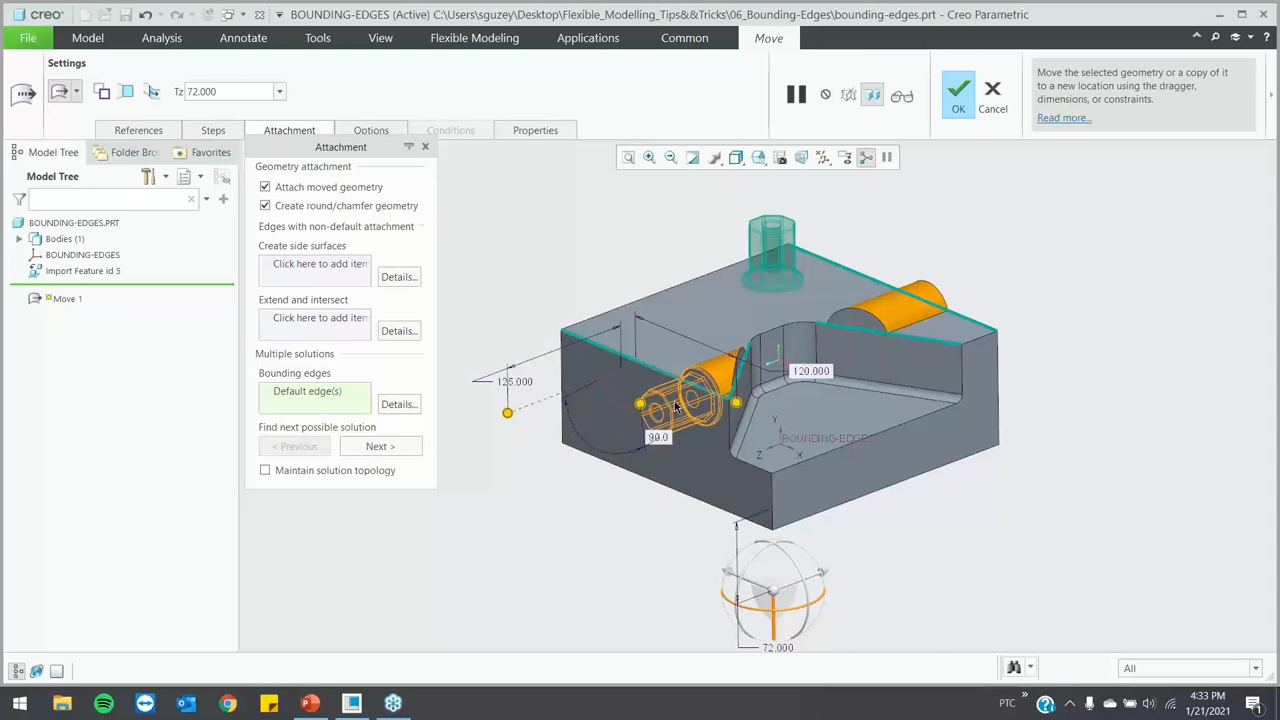 creo®
BOUNDING-EDGES (Active) C:\Users\sguzey\Desktop\Flexible_Modelling_Tips&&Tricks\06_Bounding-Edges\bounding-edges.prt - Creo Parametric
File
Model
Analysis
Annotate
Tools
View
Flexible Modeling
Applications
Common
Move
Settings
Tz 72.000
OK
Cancel
Move the selected geometry or a copy of it
to a new location using the dragger,
dimensions, or constraints.
Read more...
References
Steps
Attachment
Options
Conditions
Properties
Model Tree
Folder Bro
Favorites
Model Tree
BOUNDING-EDGES.PRT
Bodies (1)
BOUNDING-EDGES
Import Feature id 5
Move 1
Attachment
Geometry attachment
Attach moved geometry
Create round/chamfer geometry
Edges with non-default attachment
Create side surfaces
Click here to add item
Details...
Extend and intersect
Click here to add item
Details...
Multiple solutions
Bounding edges
Default edge(s)
Details...
Find next possible solution
< Previous
Next >
Maintain solution topology
125.000
120.000
90.0
Y
BOUNDING-EDGES
Z
X
72.000
All
PTC
4:33 PM
1/21/2021
1